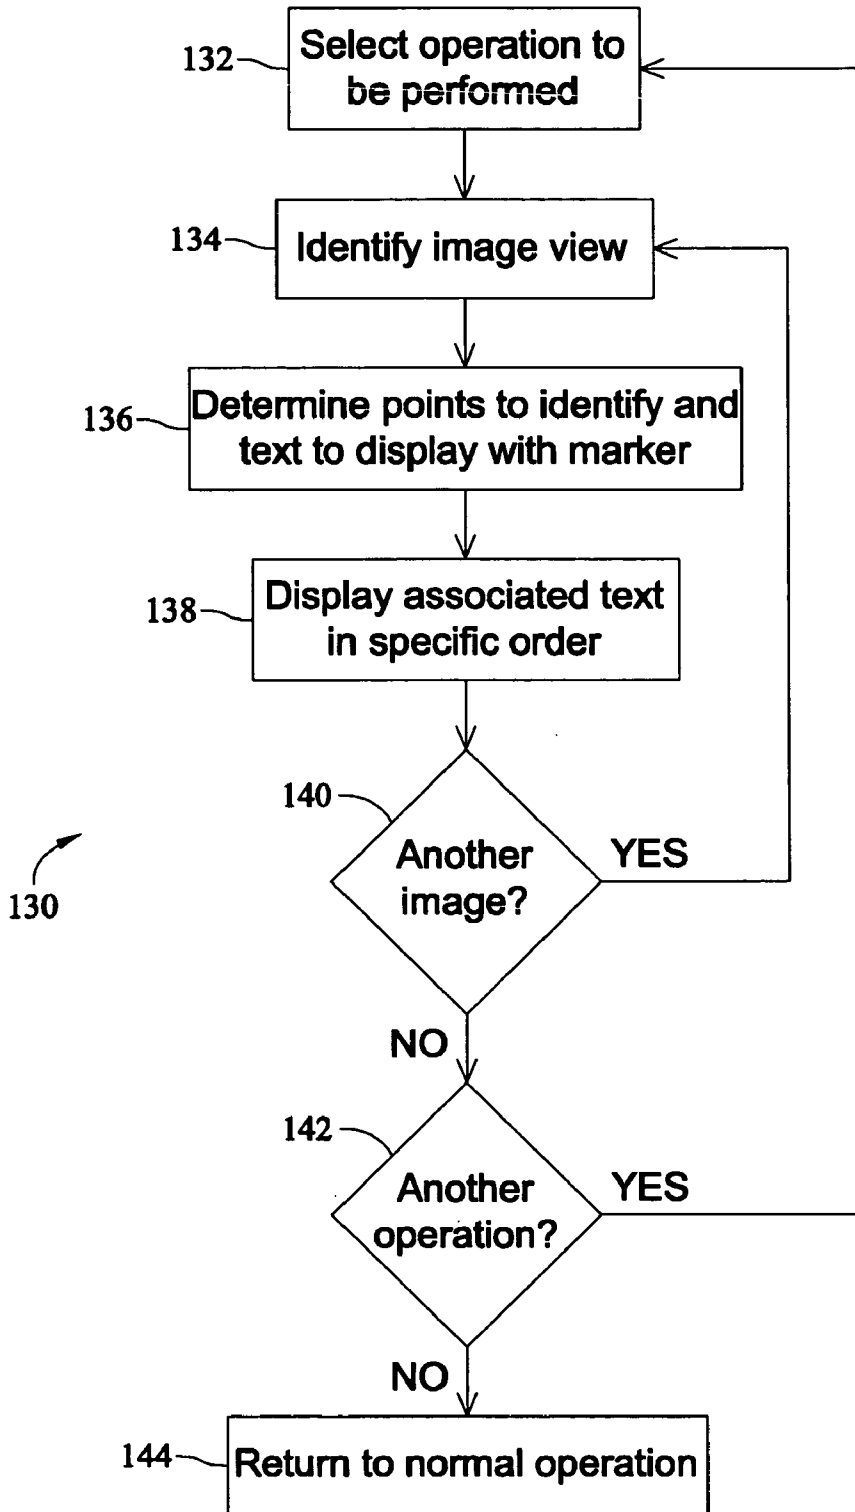 132
Select operation to
be performed
134
Identify image view
136
Determine points to identify and
text to display with marker
138
Display associated text
in specific order
140
Another
image?
YES
130
NO
142
Another
operation?
YES
NO
144
Return to normal operation